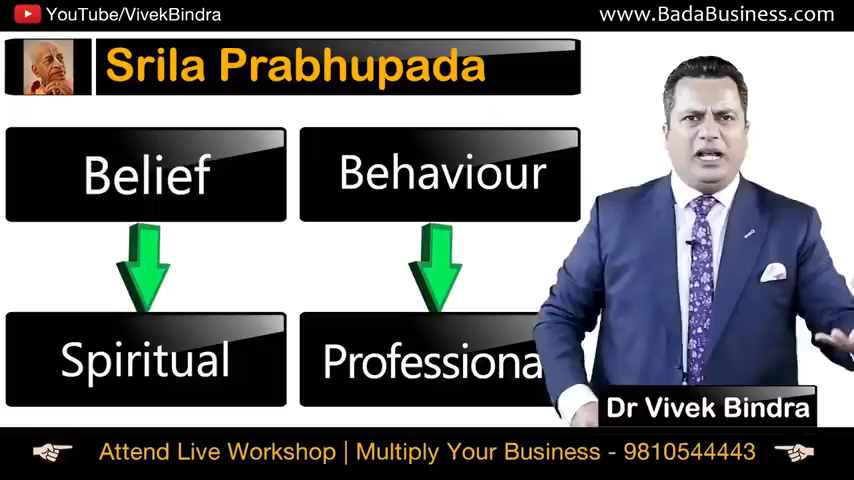 YouTube/VivekBindra
www.BadaBusiness.com
Srila Prabhupada
Belief
Behaviour
Spiritual
Professiona
Dr Vivek Bindra
Attend Live Workshop | Multiply Your Business - 9810544443